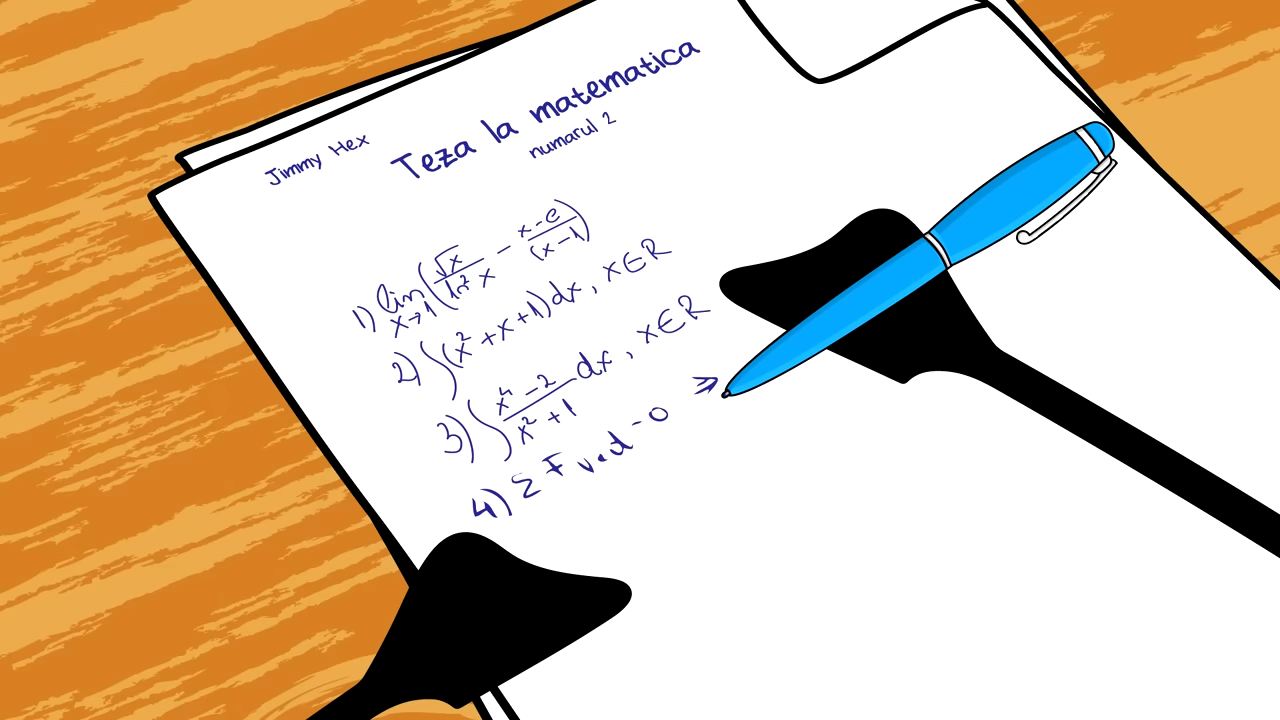 Jimmy Hex
Teza la matematica
numarul 2
1) lim x→1 (√x/ln²x - x-e/(x-1))
2) ∫(x²+x+1)dx, x∈R
3) ∫ x⁴-2/x²+1 dx, x∈R
4) Σ F - 0 ⇒